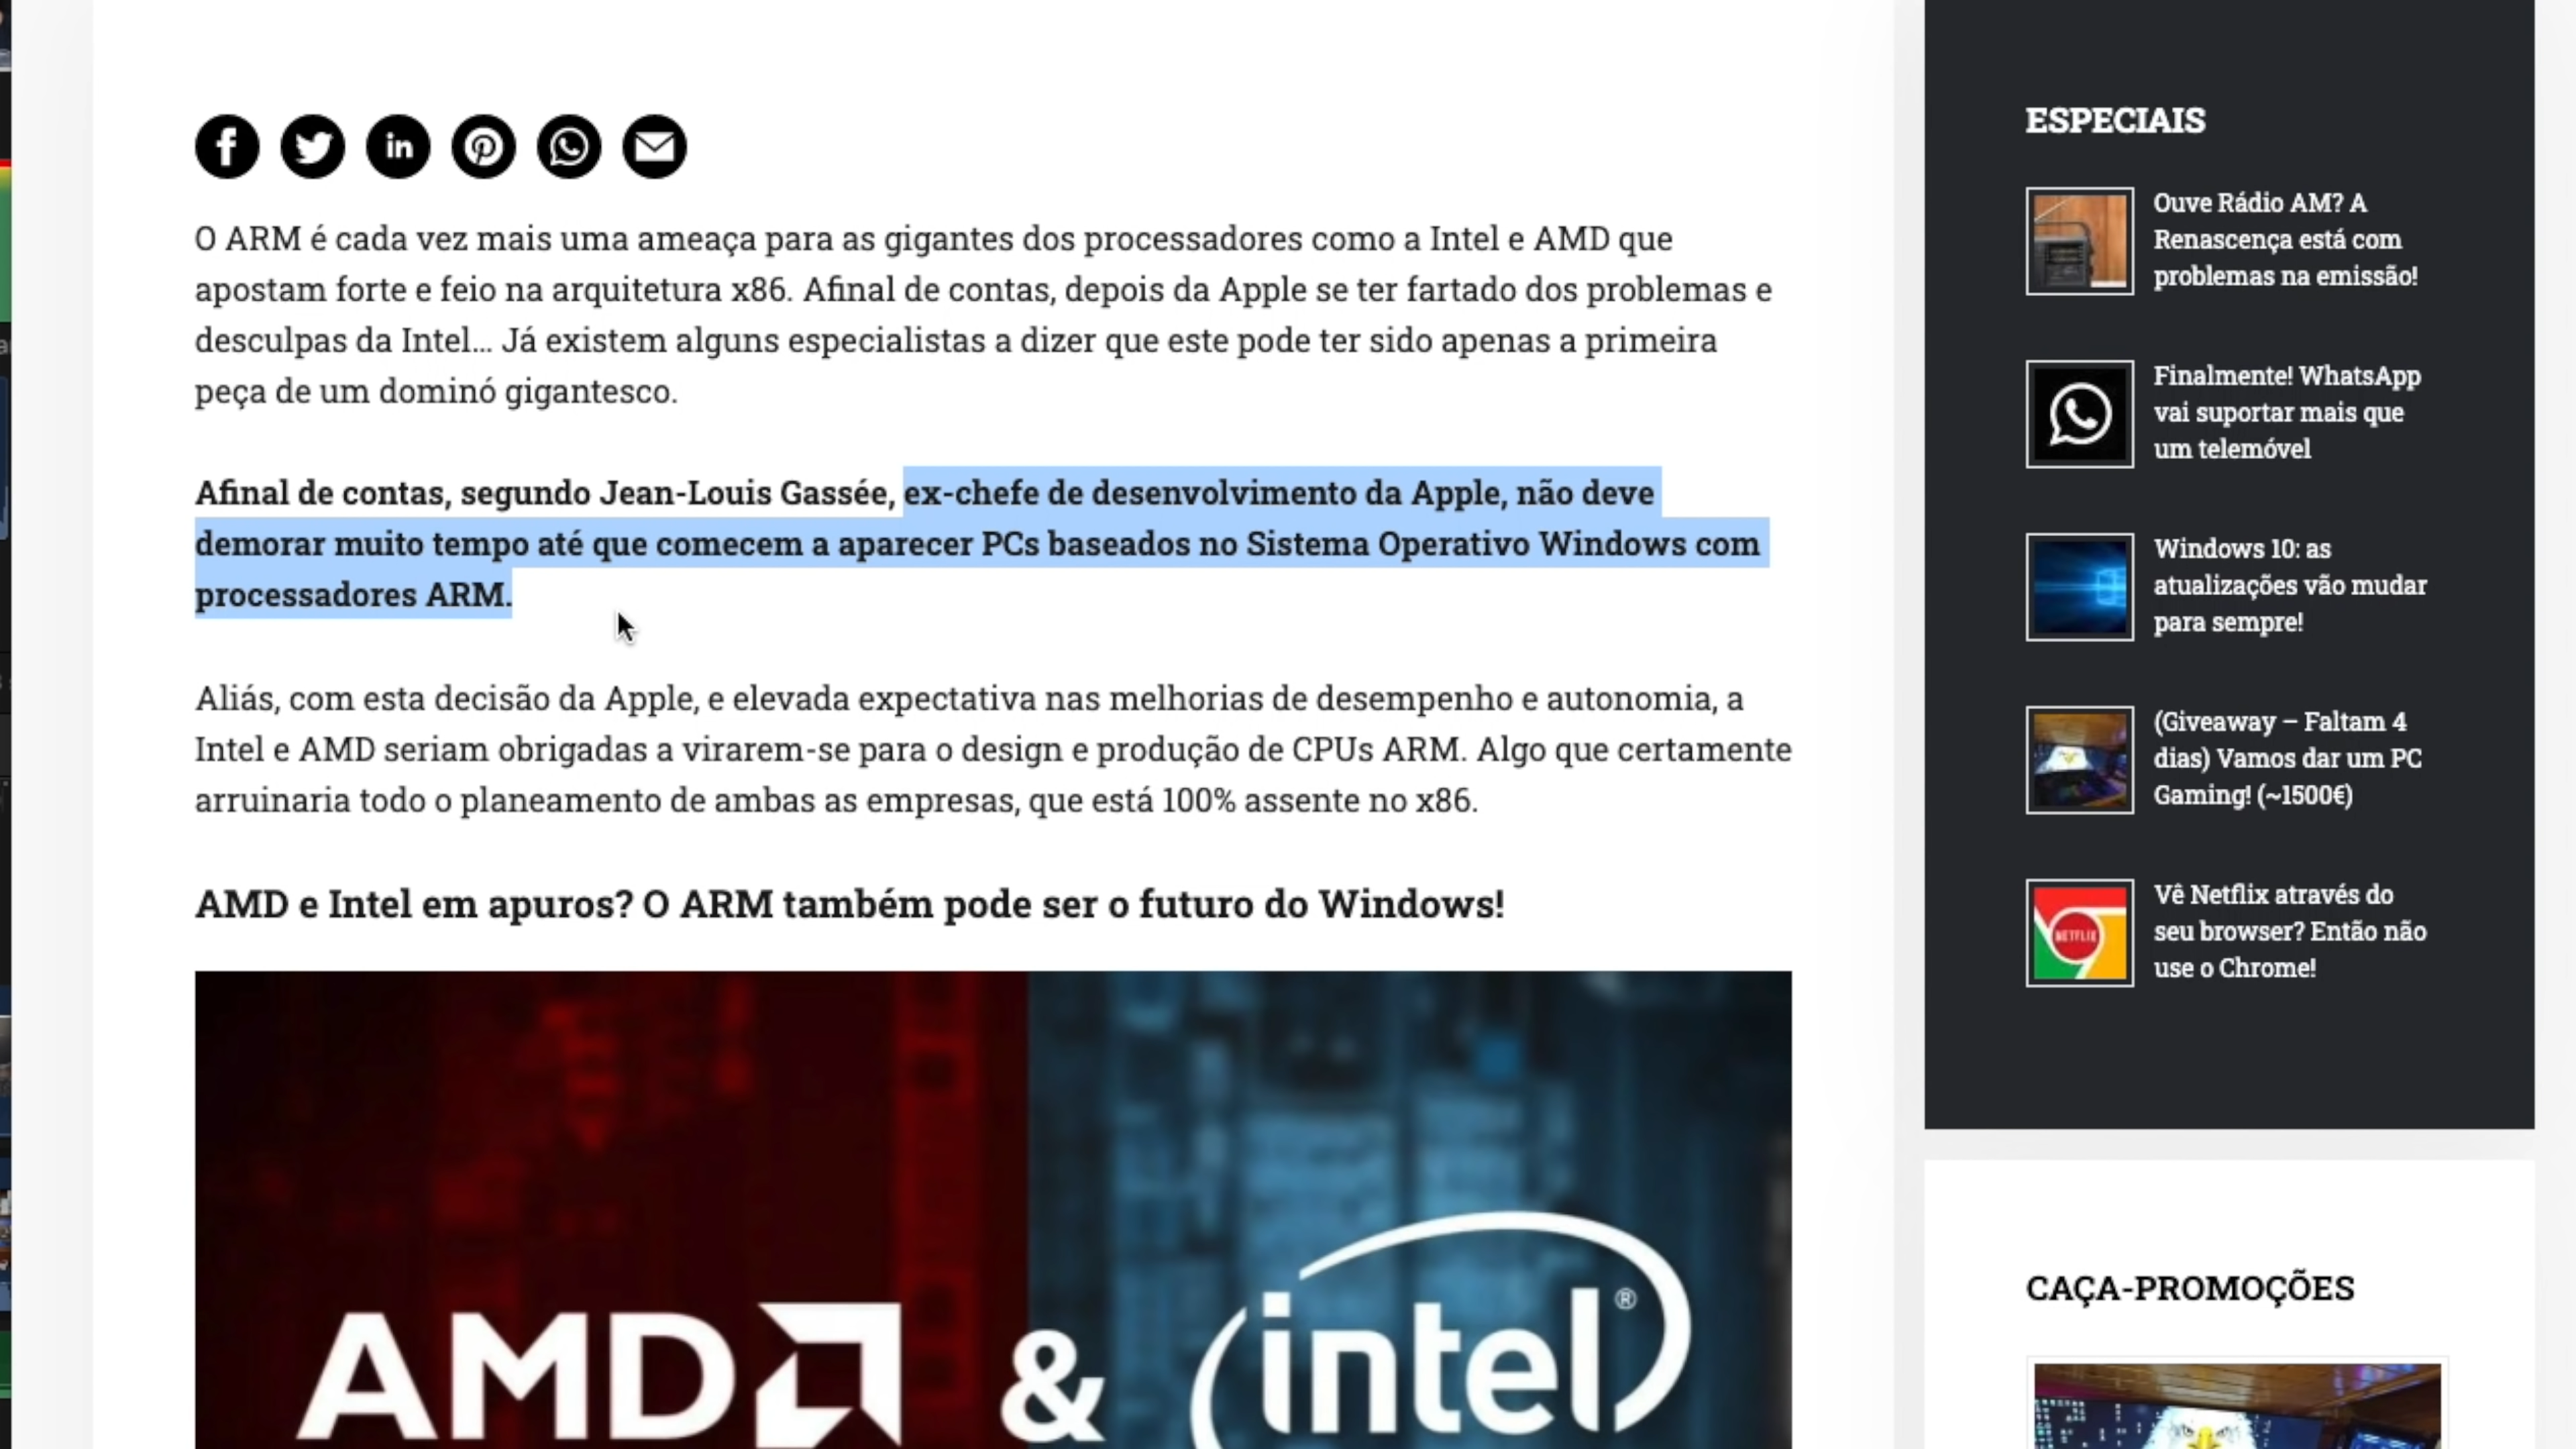 O ARM é cada vez mais uma ameaça para as gigantes dos processadores como a Intel e AMD que
apostam forte e feio na arquitetura x86. Afinal de contas, depois da Apple se ter fartado dos problemas e
desculpas da Intel… Já existem alguns especialistas a dizer que este pode ter sido apenas a primeira
peça de um dominó gigantesco.
Afinal de contas, segundo Jean-Louis Gassée, ex-chefe de desenvolvimento da Apple, não deve
demorar muito tempo até que comecem a aparecer PCs baseados no Sistema Operativo Windows com
processadores ARM.
Aliás, com esta decisão da Apple, e elevada expectativa nas melhorias de desempenho e autonomia, a
Intel e AMD seriam obrigadas a virarem-se para o design e produção de CPUs ARM. Algo que certamente
arruinaria todo o planeamento de ambas as empresas, que está 100% assente no x86.
AMD e Intel em apuros? O ARM também pode ser o futuro do Windows!
AMD & intel®
ESPECIAIS
Ouve Rádio AM? A
Renascença está com
problemas na emissão!
Finalmente! WhatsApp
vai suportar mais que
um telemóvel
Windows 10: as
atualizações vão mudar
para sempre!
(Giveaway – Faltam 4
dias) Vamos dar um PC
Gaming! (~1500€)
NETFLIX
Vê Netflix através do
seu browser? Então não
use o Chrome!
CAÇA-PROMOÇÕES